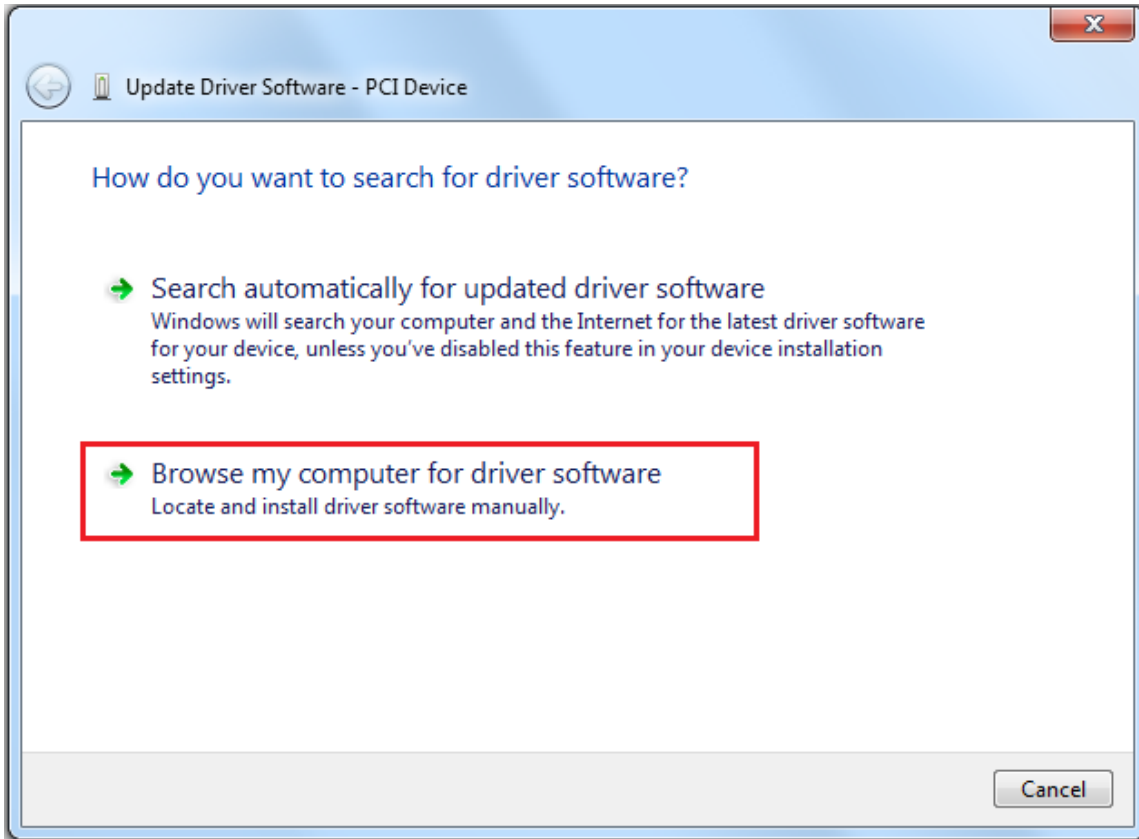 Update Driver Software - PCI Device
How do you want to search for driver software?
Search automatically for updated driver software
Windows will search your computer and the Internet for the latest driver software
for your device, unless you've disabled this feature in your device installation
settings.
Browse my computer for driver software
Locate and install driver software manually.
Cancel